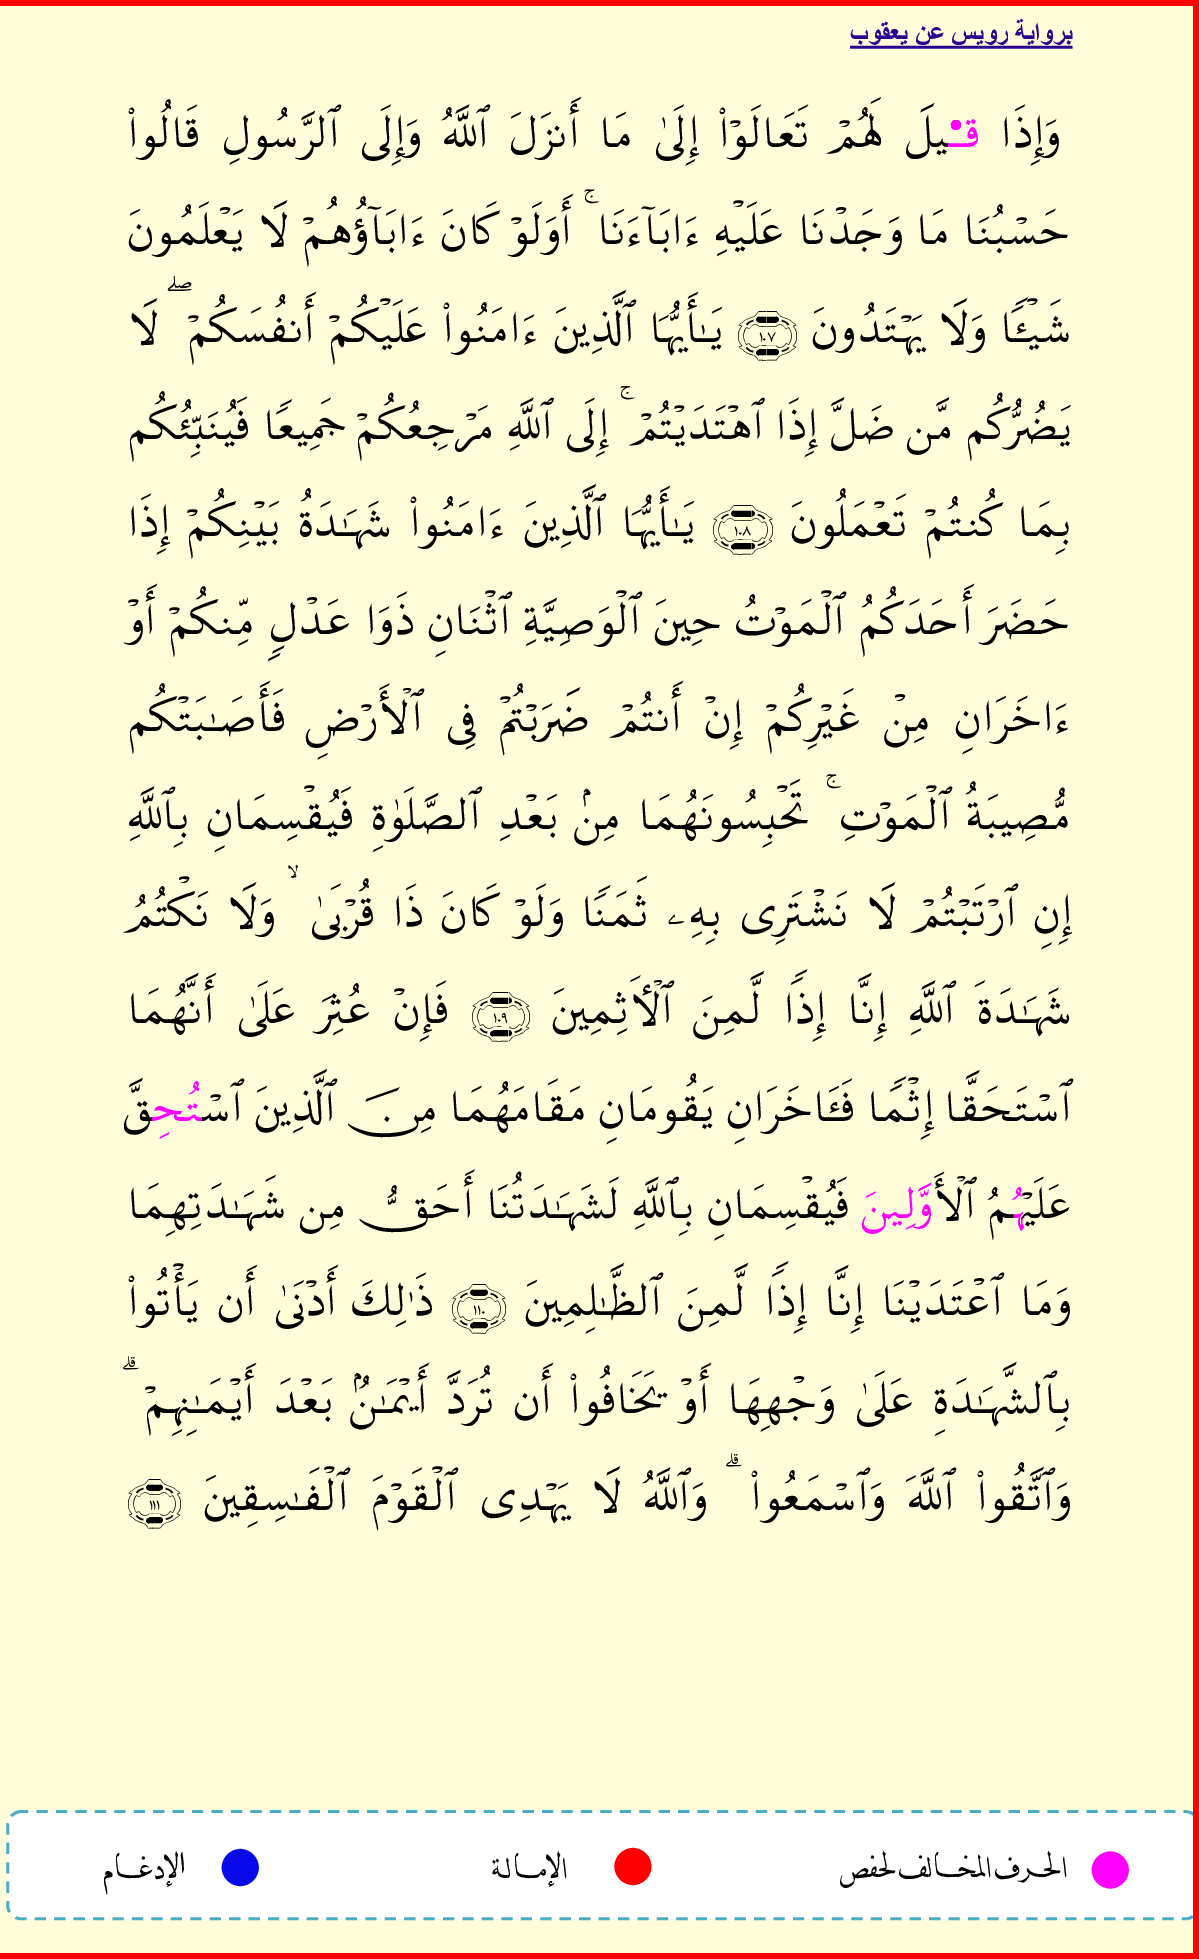 برواية رويس عن يعقوب
وَإِذَا قِيلَ لَهُمۡ تَعَالَوۡاْ إِلَىٰ مَا أَنزَلَ ٱللَّهُ وَإِلَى ٱلرَّسُولِ قَالُواْ
حَسۡبُنَا مَا وَجَدۡنَا عَلَيۡهِ ءَابَآءَنَاۚ أَوَلَوۡ كَانَ ءَابَآؤُهُمۡ لَا يَعۡلَمُونَ
شَيۡـًٔا وَلَا يَهۡتَدُونَ ١٠٧ يَـٰأَيُّهَا ٱلَّذِينَ ءَامَنُواْ عَلَيۡكُمۡ أَنفُسَكُمۡۖ لَا
يَضُرُّكُم مَّن ضَلَّ إِذَا ٱهۡتَدَيۡتُمۡۚ إِلَى ٱللَّهِ مَرۡجِعُكُمۡ جَمِيعًا فَيُنَبِّئُكُم
بِمَا كُنتُمۡ تَعۡمَلُونَ ١٠٨ يَـٰأَيُّهَا ٱلَّذِينَ ءَامَنُواْ شَهَـٰدَةُ بَيۡنِكُمۡ إِذَا
حَضَرَ أَحَدَكُمُ ٱلۡمَوۡتُ حِينَ ٱلۡوَصِيَّةِ ٱثۡنَانِ ذَوَا عَدۡلٍ مِّنكُمۡ أَوۡ
ءَاخَرَانِ مِنۡ غَيۡرِكُمۡ إِنۡ أَنتُمۡ ضَرَبۡتُمۡ فِى ٱلۡأَرۡضِ فَأَصَـٰبَتۡكُم
مُّصِيبَةُ ٱلۡمَوۡتِۚ تَحۡبِسُونَهُمَا مِنۢ بَعۡدِ ٱلصَّلَوٰةِ فَيُقۡسِمَانِ بِٱللَّهِ
إِنِ ٱرۡتَبۡتُمۡ لَا نَشۡتَرِى بِهِۦ ثَمَنًا وَلَوۡ كَانَ ذَا قُرۡبَىٰۙ وَلَا نَكۡتُمُ
شَهَـٰدَةَ ٱللَّهِ إِنَّا إِذًا لَّمِنَ ٱلۡأَثِمِينَ ١٠٩ فَإِنۡ عُثِرَ عَلَىٰ أَنَّهُمَا
ٱسۡتَحَقَّا إِثۡمًا فَـَٔاخَرَانِ يَقُومَانِ مَقَامَهُمَا مِنَ ٱلَّذِينَ ٱسۡتُحِقَّ
عَلَيۡهُمُ ٱلۡأَوَّلِينَ فَيُقۡسِمَانِ بِٱللَّهِ لَشَهَـٰدَتُنَا أَحَقُّ مِن شَهَـٰدَتِهِمَا
وَمَا ٱعۡتَدَيۡنَا إِنَّا إِذًا لَّمِنَ ٱلظَّـٰلِمِينَ ١١٠ ذَٰلِكَ أَدۡنَىٰ أَن يَأۡتُواْ
بِٱلشَّهَـٰدَةِ عَلَىٰ وَجۡهِهَا أَوۡ يَخَافُواْ أَن تُرَدَّ أَيۡمَـٰنُۢ بَعۡدَ أَيۡمَـٰنِهِمۡۗ
وَٱتَّقُواْ ٱللَّهَ وَٱسۡمَعُواْۗ وَٱللَّهُ لَا يَهۡدِى ٱلۡقَوۡمَ ٱلۡفَـٰسِقِينَ ١١١
الحرف المخالف لحفص
الإمالة
الإدغام